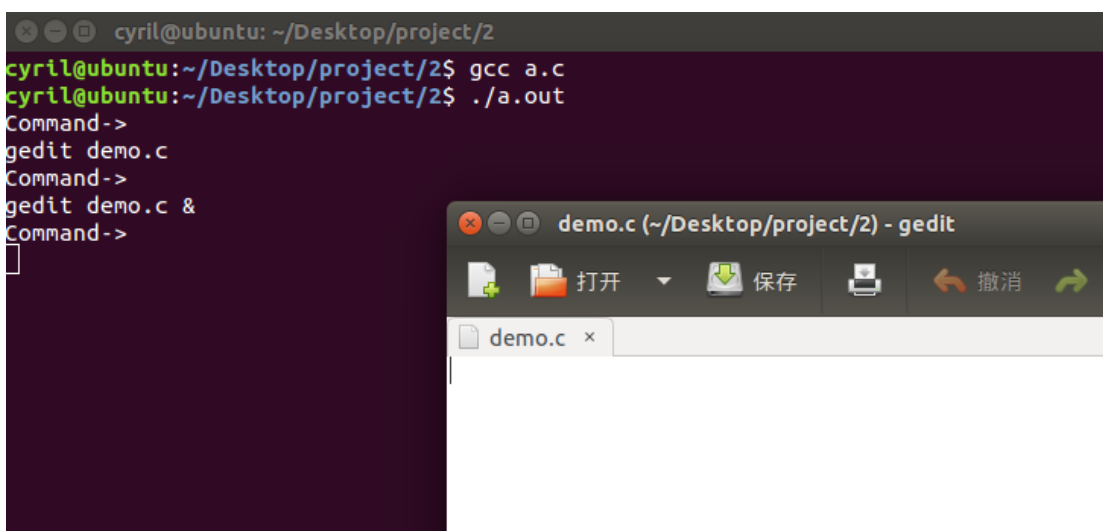 cyril@ubuntu: ~/Desktop/project/2
cyril@ubuntu:~/Desktop/project/2$ gcc a.c
cyril@ubuntu:~/Desktop/project/2$ ./a.out
Command->
gedit demo.c
Command->
gedit demo.c &
Command->
demo.c (~/Desktop/project/2) - gedit
打开 保存 撤消
demo.c ×